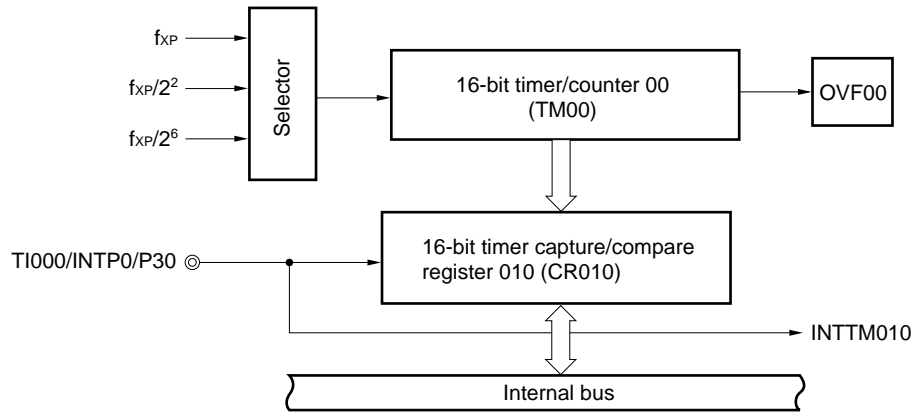 fXP
fXP/2²
fXP/2⁶
Selector
16-bit timer/counter 00
(TM00)
OVF00
16-bit timer capture/compare
register 010 (CR010)
TI000/INTP0/P30
INTTM010
Internal bus